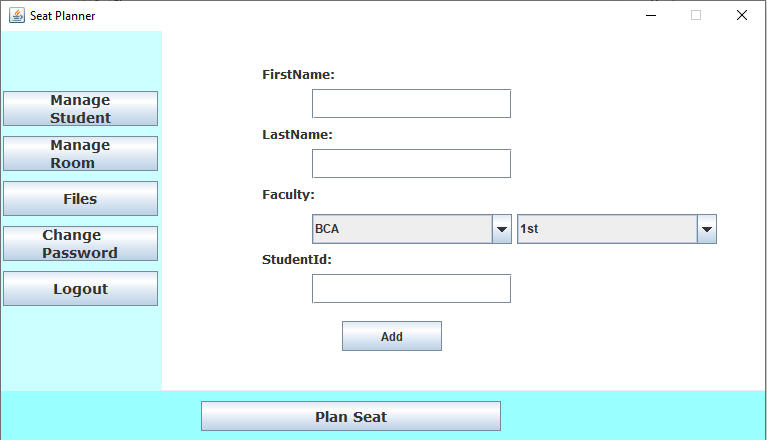 Seat Planner
Manage
Student
Manage
Room
Files
Change
Password
Logout
FirstName:
LastName:
Faculty:
BCA
1st
StudentId:
Add
Plan Seat